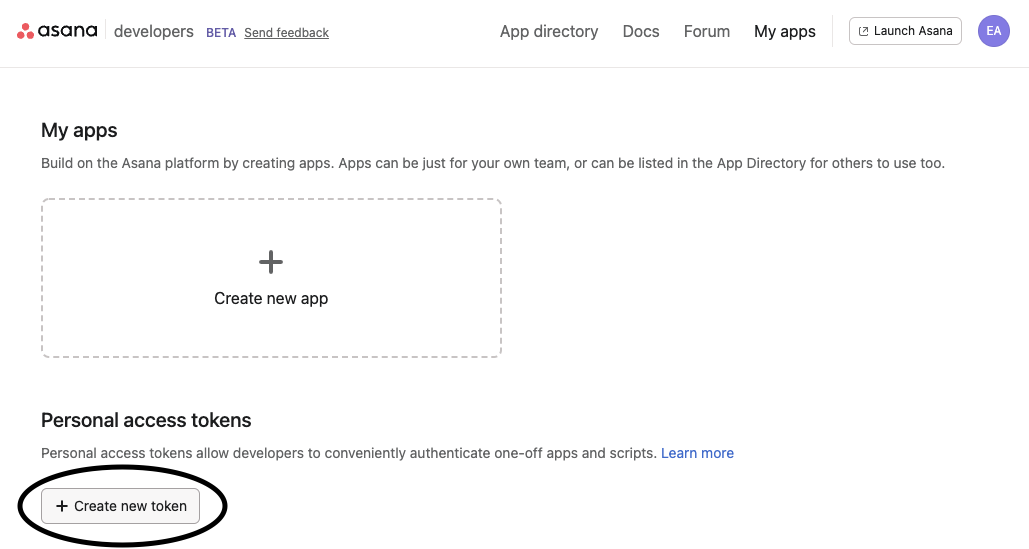 asana developers BETA Send feedback App directory Docs Forum My apps Launch Asana EA
My apps
Build on the Asana platform by creating apps. Apps can be just for your own team, or can be listed in the App Directory for others to use too.
Create new app
Personal access tokens
Personal access tokens allow developers to conveniently authenticate one-off apps and scripts. Learn more
+ Create new token